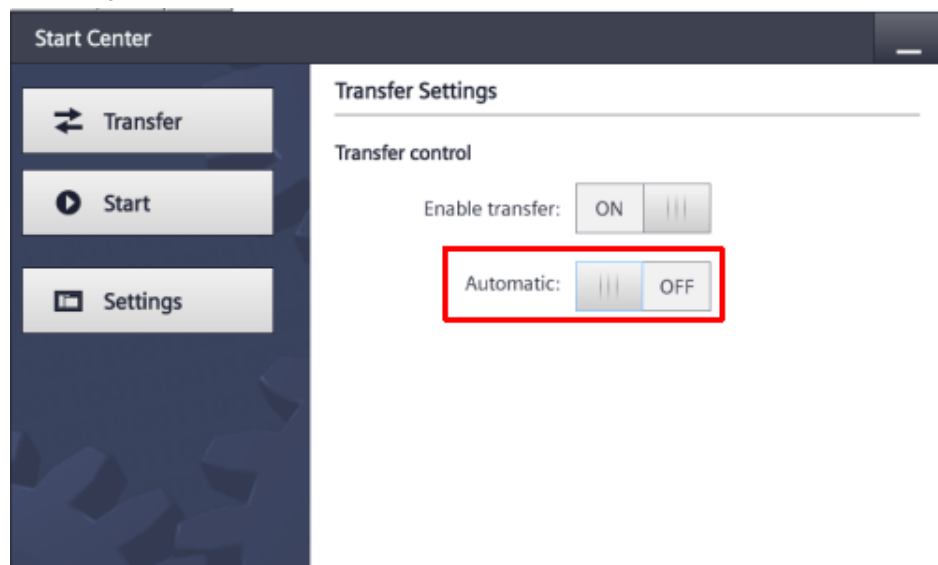 Start Center
Transfer
Start
Settings
Transfer Settings
Transfer control
Enable transfer: ON
Automatic: OFF